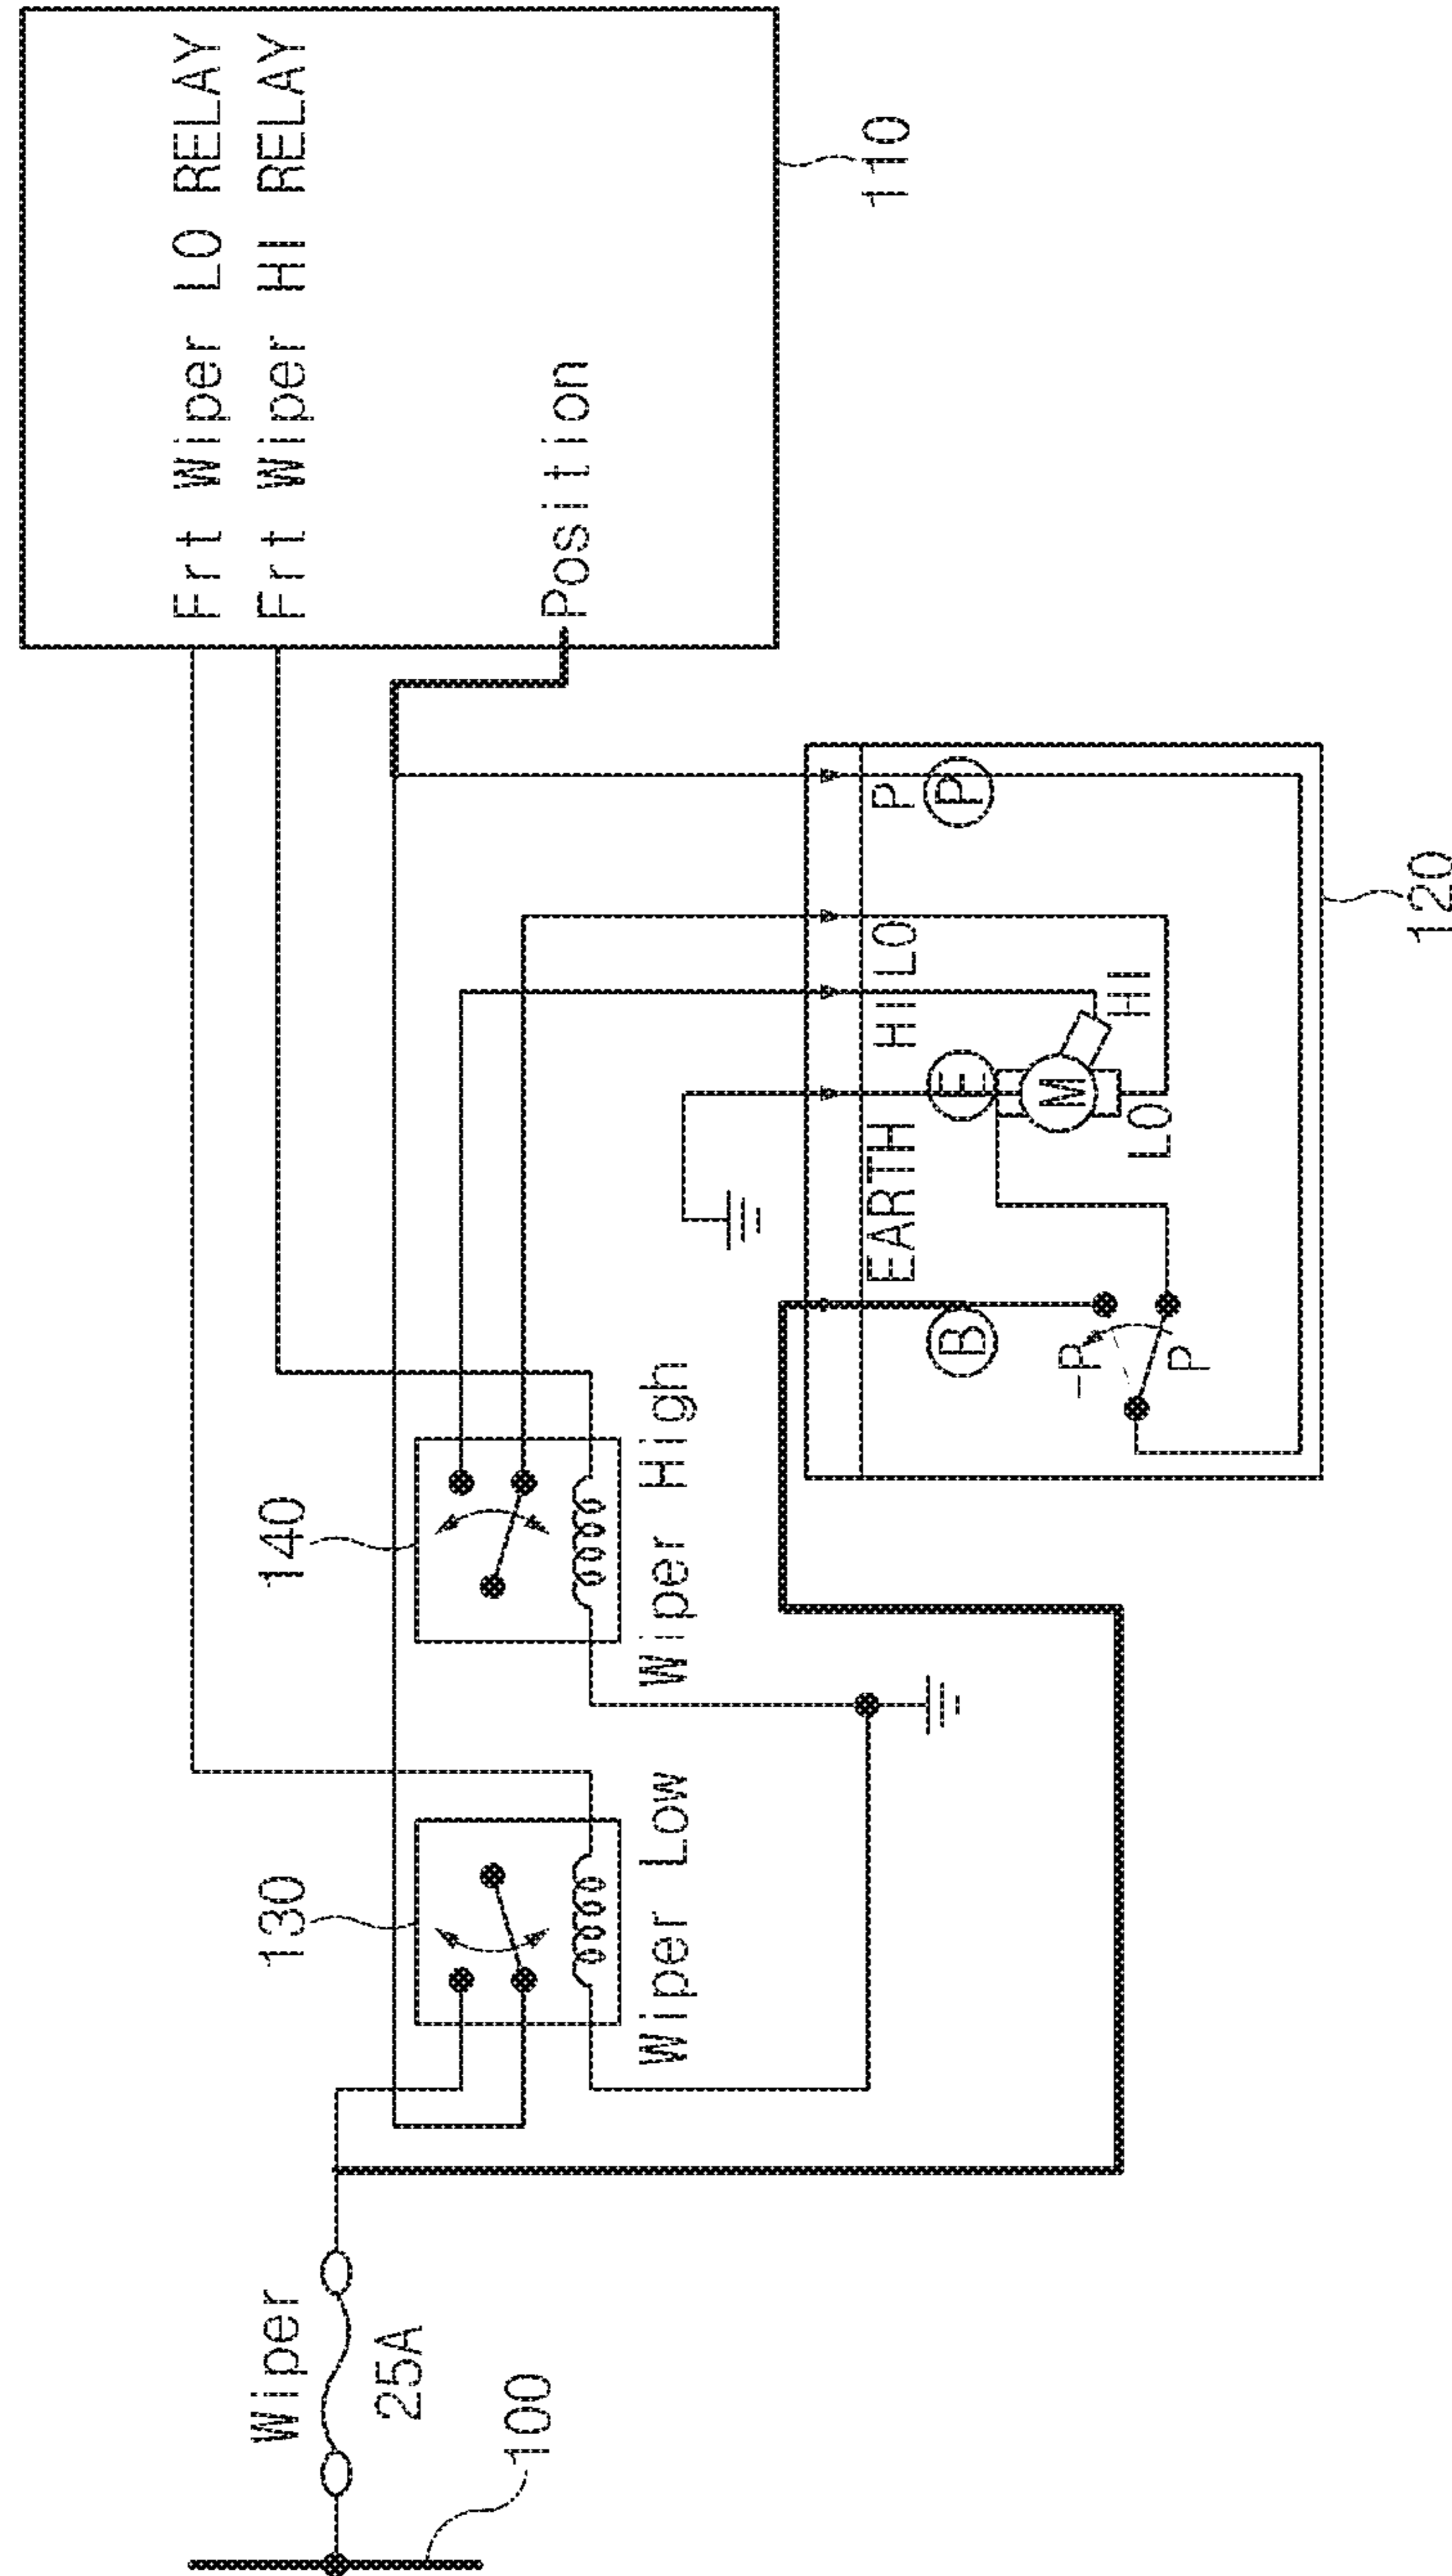 Wiper
25A
100
130
Wiper Low
140
Wiper High
Frt Wiper LO RELAY
Frt Wiper HI RELAY
Position
110
EARTH HI LO P
B
E
P
M
HI
LO
-P
P
120